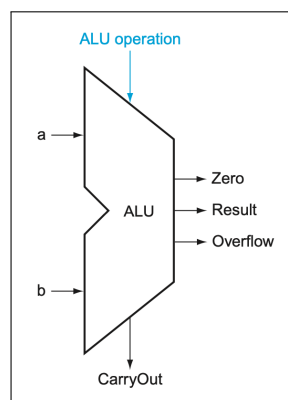 ALU operation
a
Zero
ALU
Result
Overflow
b
CarryOut